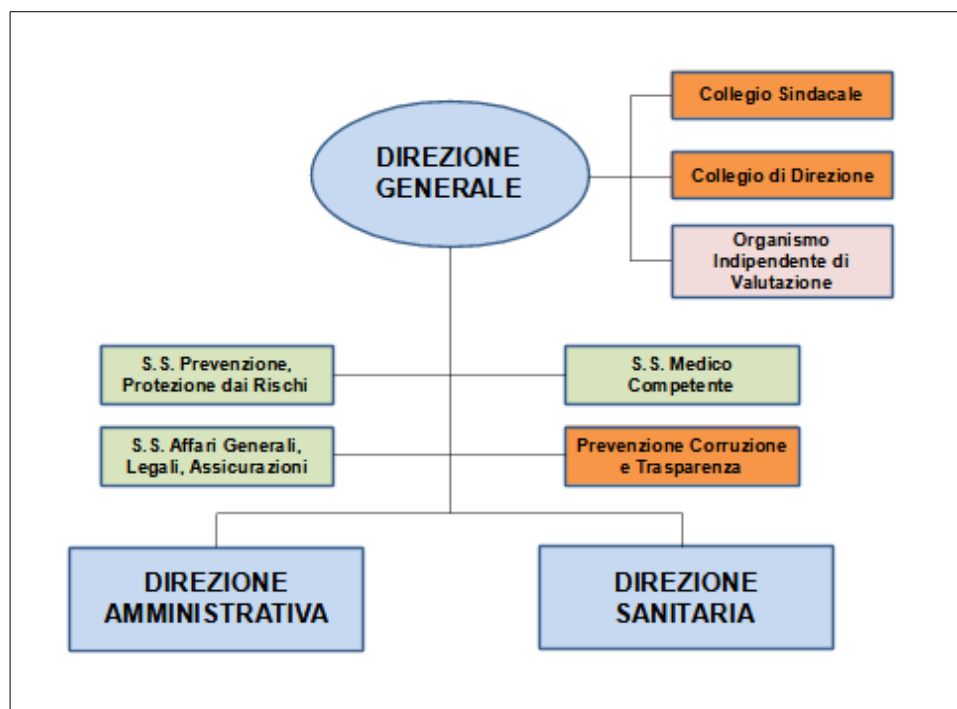 Collegio Sindacale
DIREZIONE
GENERALE
Collegio di Direzione
Organismo
Indipendente di
Valutazione
S.S. Prevenzione,
Protezione dai Rischi
S.S. Medico
Competente
S.S. Affari Generali,
Legali, Assicurazioni
Prevenzione Corruzione
e Trasparenza
DIREZIONE
AMMINISTRATIVA
DIREZIONE
SANITARIA